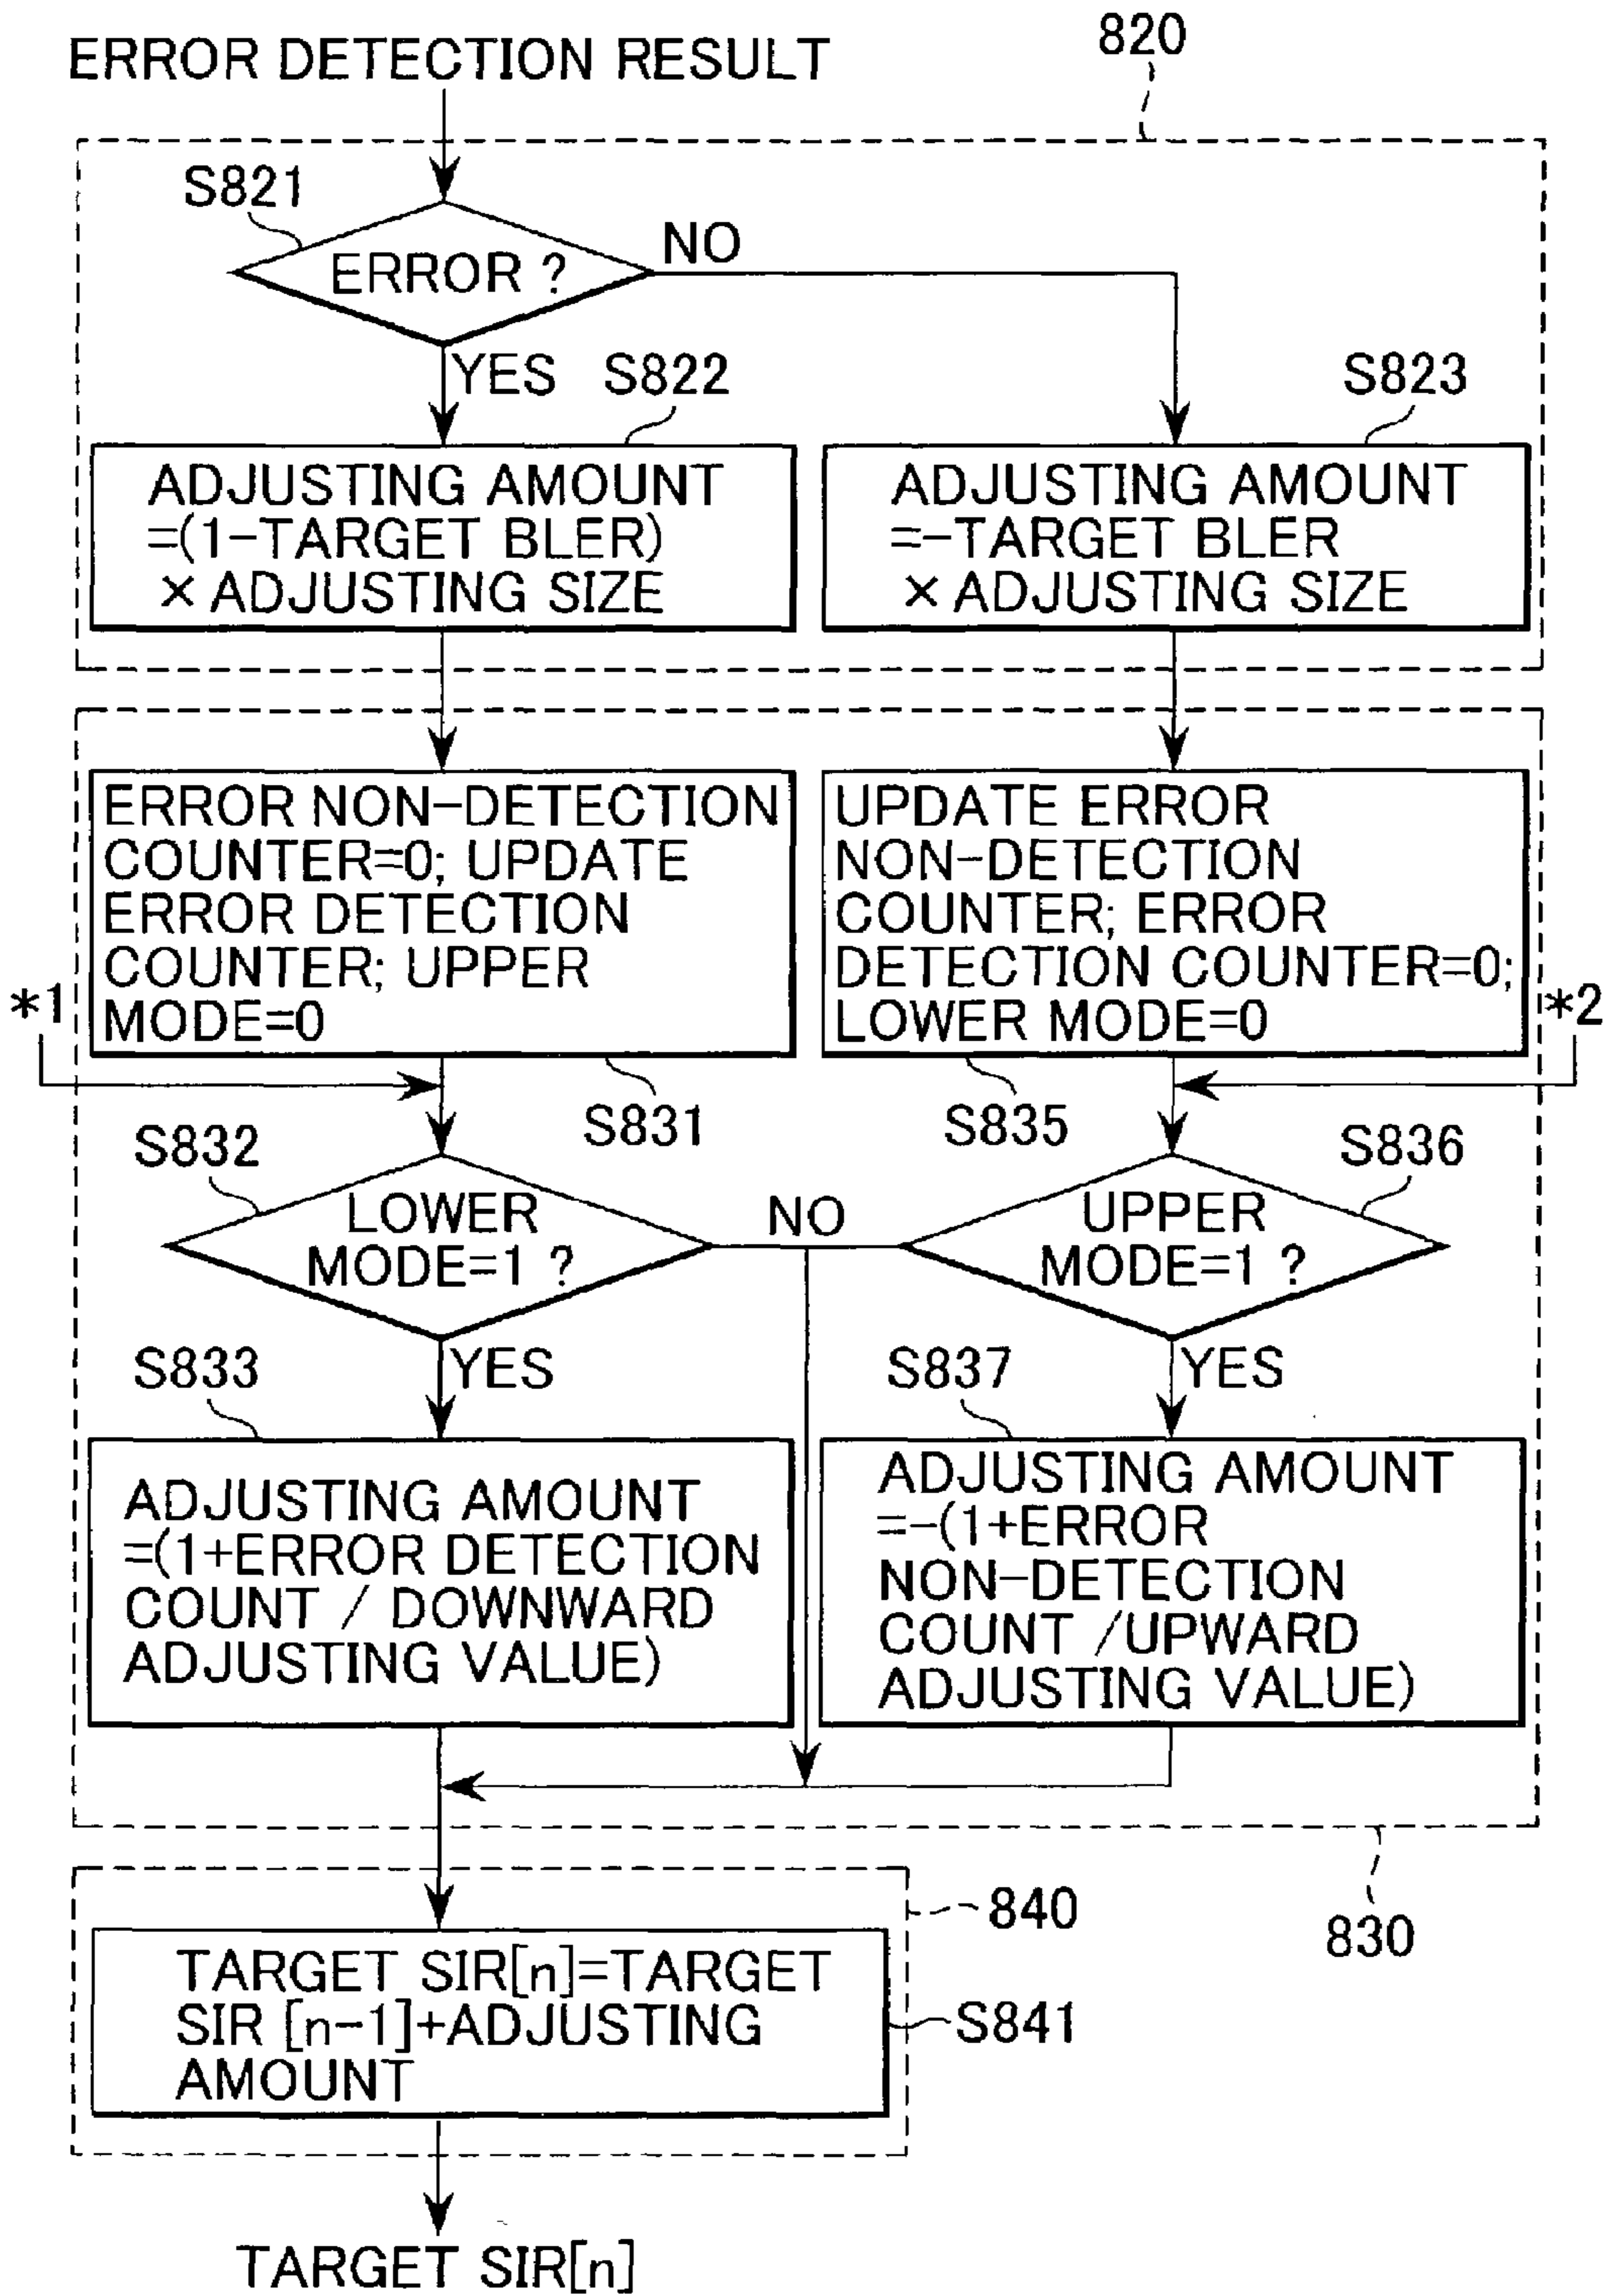 820
ERROR DETECTION RESULT
S821
NO
ERROR ?
YES
S822
S823
ADJUSTING AMOUNT
=(1-TARGET BLER)
× ADJUSTING SIZE
ADJUSTING AMOUNT
=-TARGET BLER
× ADJUSTING SIZE
ERROR NON-DETECTION
COUNTER=0; UPDATE
ERROR DETECTION
COUNTER; UPPER
MODE=0
UPDATE ERROR
NON-DETECTION
COUNTER; ERROR
DETECTION COUNTER=0;
LOWER MODE=0
*1
*2
S831
S835
S832
S836
LOWER
MODE=1 ?
NO
UPPER
MODE=1 ?
S833
YES
S837
YES
ADJUSTING AMOUNT
=(1+ERROR DETECTION
COUNT / DOWNWARD
ADJUSTING VALUE)
ADJUSTING AMOUNT
=-(1+ERROR
NON-DETECTION
COUNT /UPWARD
ADJUSTING VALUE)
840
830
TARGET SIR[n]=TARGET
SIR [n-1]+ADJUSTING
AMOUNT
S841
TARGET SIR[n]